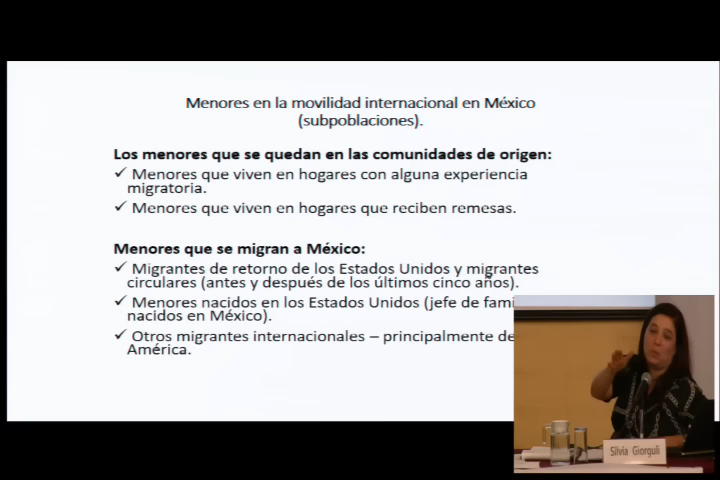 Menores en la movilidad internacional en México
(subpoblaciones).
Los menores que se quedan en las comunidades de origen:
✓ Menores que viven en hogares con alguna experiencia
migratoria.
✓ Menores que viven en hogares que reciben remesas.
Menores que se migran a México:
✓ Migrantes de retorno de los Estados Unidos y migrantes
circulares (antes y después de los últimos cinco años).
✓ Menores nacidos en los Estados Unidos (jefe de fami
nacidos en México).
✓ Otros migrantes internacionales – principalmente de
América.
Silvia Giorguli